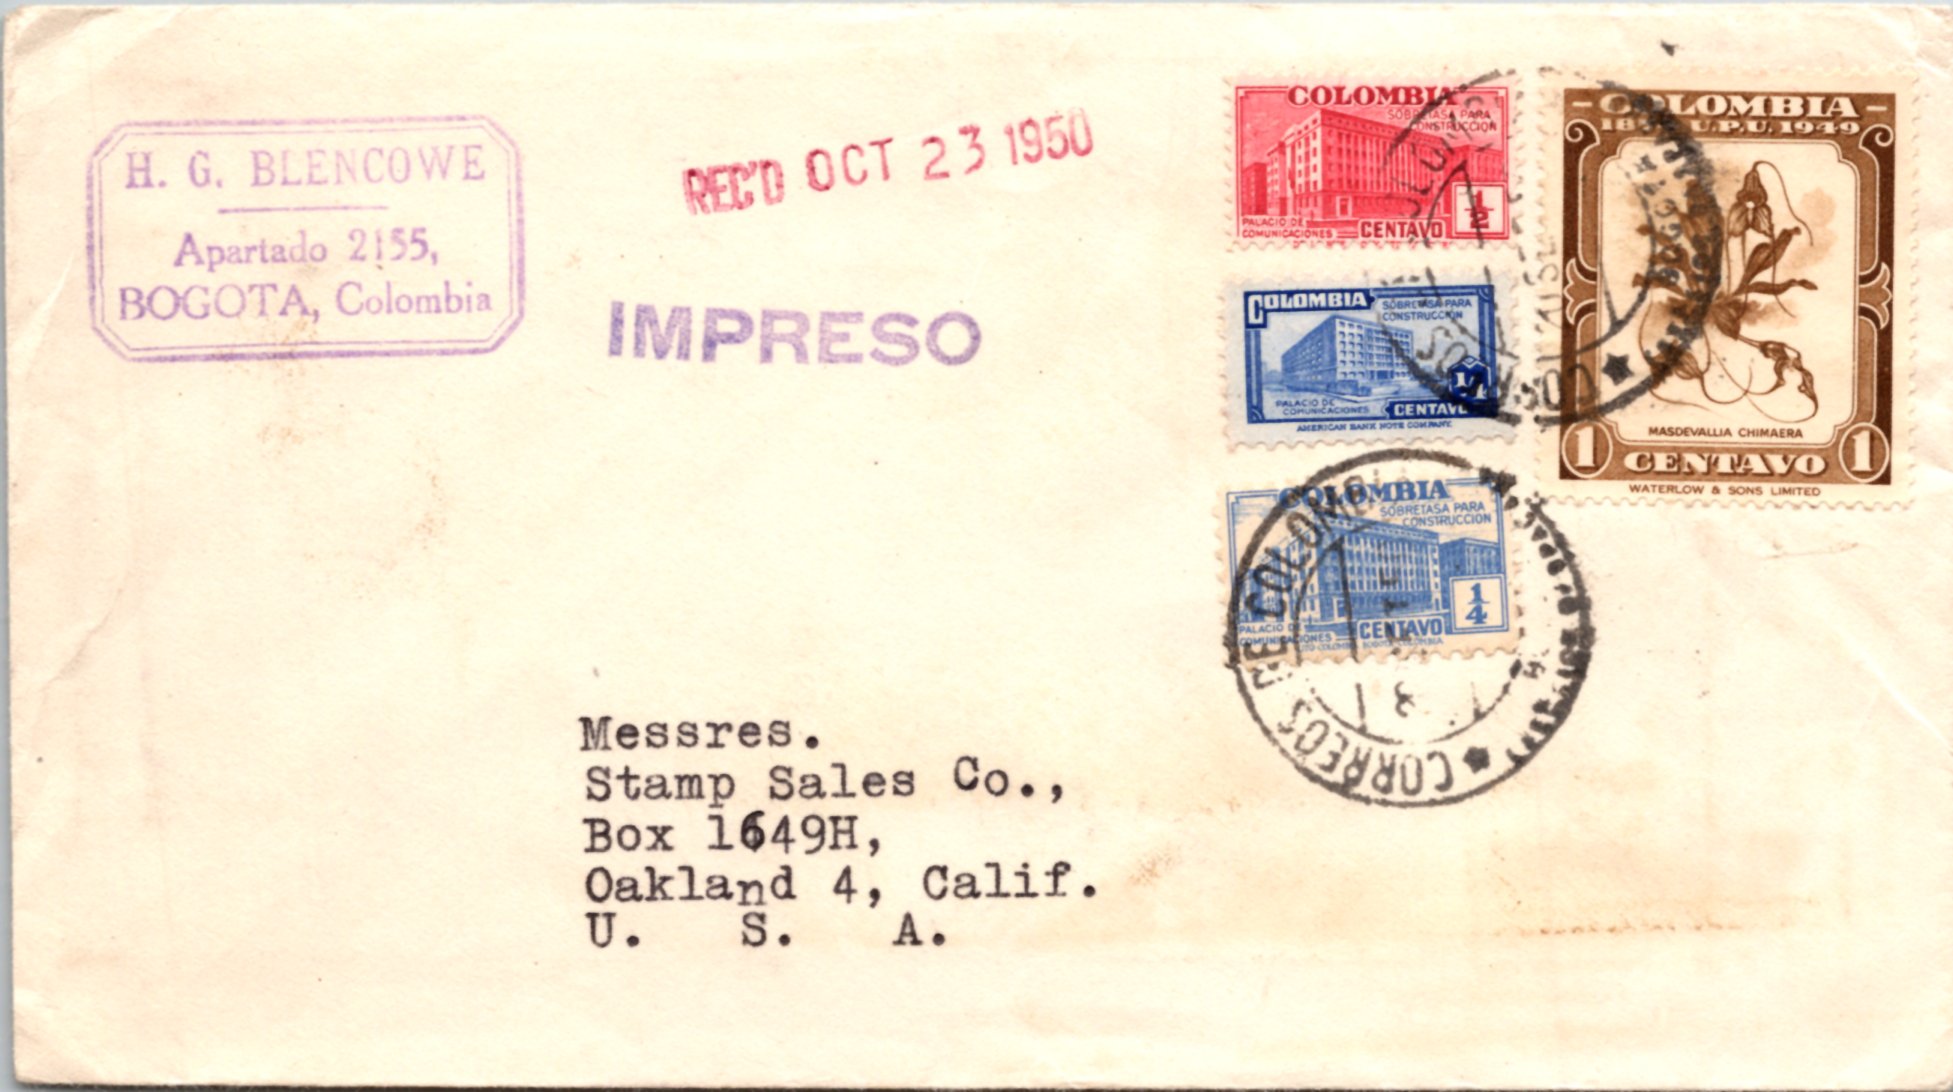 H. G. BLENCOWE
Apartado 2155,
BOGOTA, Colombia
REC'D OCT 23 1950
IMPRESO
COLOMBIA
SOBRETASA PARA
CONSTRUCCION
PALACIO DE
COMUNICACIONES
CENTAVO
1/2
COLOMBIA
SOBRETASA PARA
CONSTRUCCION
PALACIO DE
COMUNICACIONES
CENTAVO
AMERICAN BANK NOTE COMPANY.
COLOMBIA
SOBRETASA PARA
CONSTRUCCION
PALACIO DE
COMUNICACIONES
CENTAVO
1/4
- COLOMBIA -
U.P.U. 1949
MASDEVALLIA CHIMAERA
1 CENTAVO 1
WATERLOW & SONS LIMITED
BOGOTA
CORREOS DE COLOMBIA
Messres.
Stamp Sales Co.,
Box 1649H,
Oakland 4, Calif.
U. S. A.